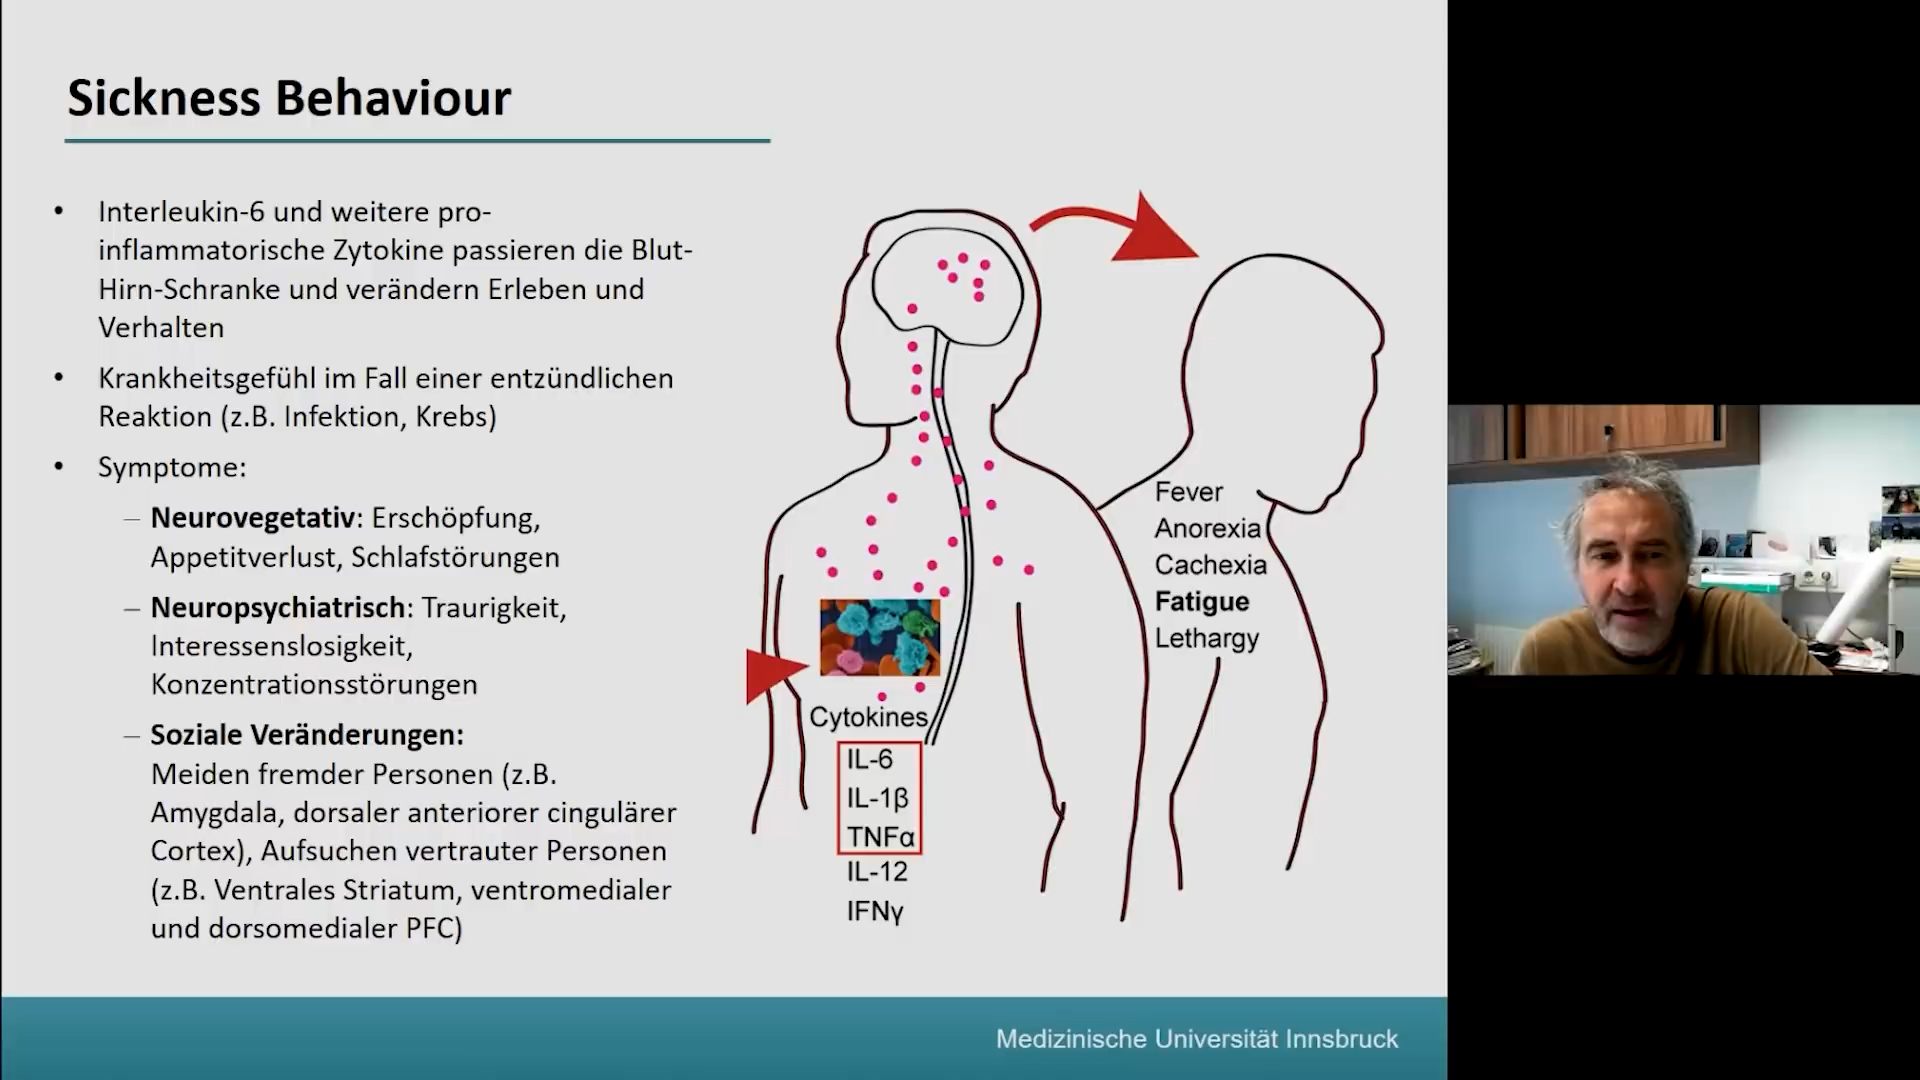 Sickness Behaviour
• Interleukin-6 und weitere pro-
inflammatorische Zytokine passieren die Blut-
Hirn-Schranke und verändern Erleben und
Verhalten
• Krankheitsgefühl im Fall einer entzündlichen
Reaktion (z.B. Infektion, Krebs)
• Symptome:
– Neurovegetativ: Erschöpfung,
Appetitverlust, Schlafstörungen
– Neuropsychiatrisch: Traurigkeit,
Interessenslosigkeit,
Konzentrationsstörungen
– Soziale Veränderungen:
Meiden fremder Personen (z.B.
Amygdala, dorsaler anteriorer cingulärer
Cortex), Aufsuchen vertrauter Personen
(z.B. Ventrales Striatum, ventromedialer
und dorsomedialer PFC)
Cytokines
IL-6
IL-1β
TNFα
IL-12
IFNγ
Fever
Anorexia
Cachexia
Fatigue
Lethargy
Medizinische Universität Innsbruck